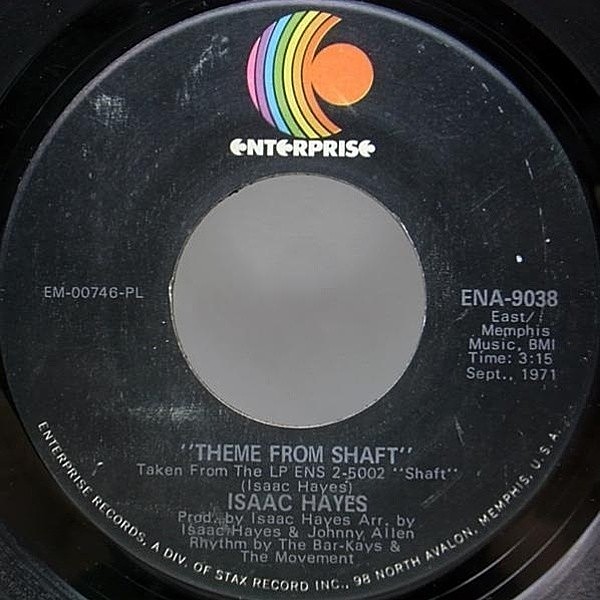 ENTERPRISE
EM-00746-PL
ENA-9038
East/
Memphis
Music, BMI
Time: 3:15
Sept., 1971
"THEME FROM SHAFT"
Taken From The LP ENS 2-5002 "Shaft"
(Isaac Hayes)
ISAAC HAYES
Prod. by Isaac Hayes Arr. by
Isaac Hayes & Johnny Allen
Rhythm by The Bar-Kays &
The Movement
ENTERPRISE RECORDS, A DIV. OF STAX RECORD INC., 98 NORTH AVALON, MEMPHIS, U.S.A.